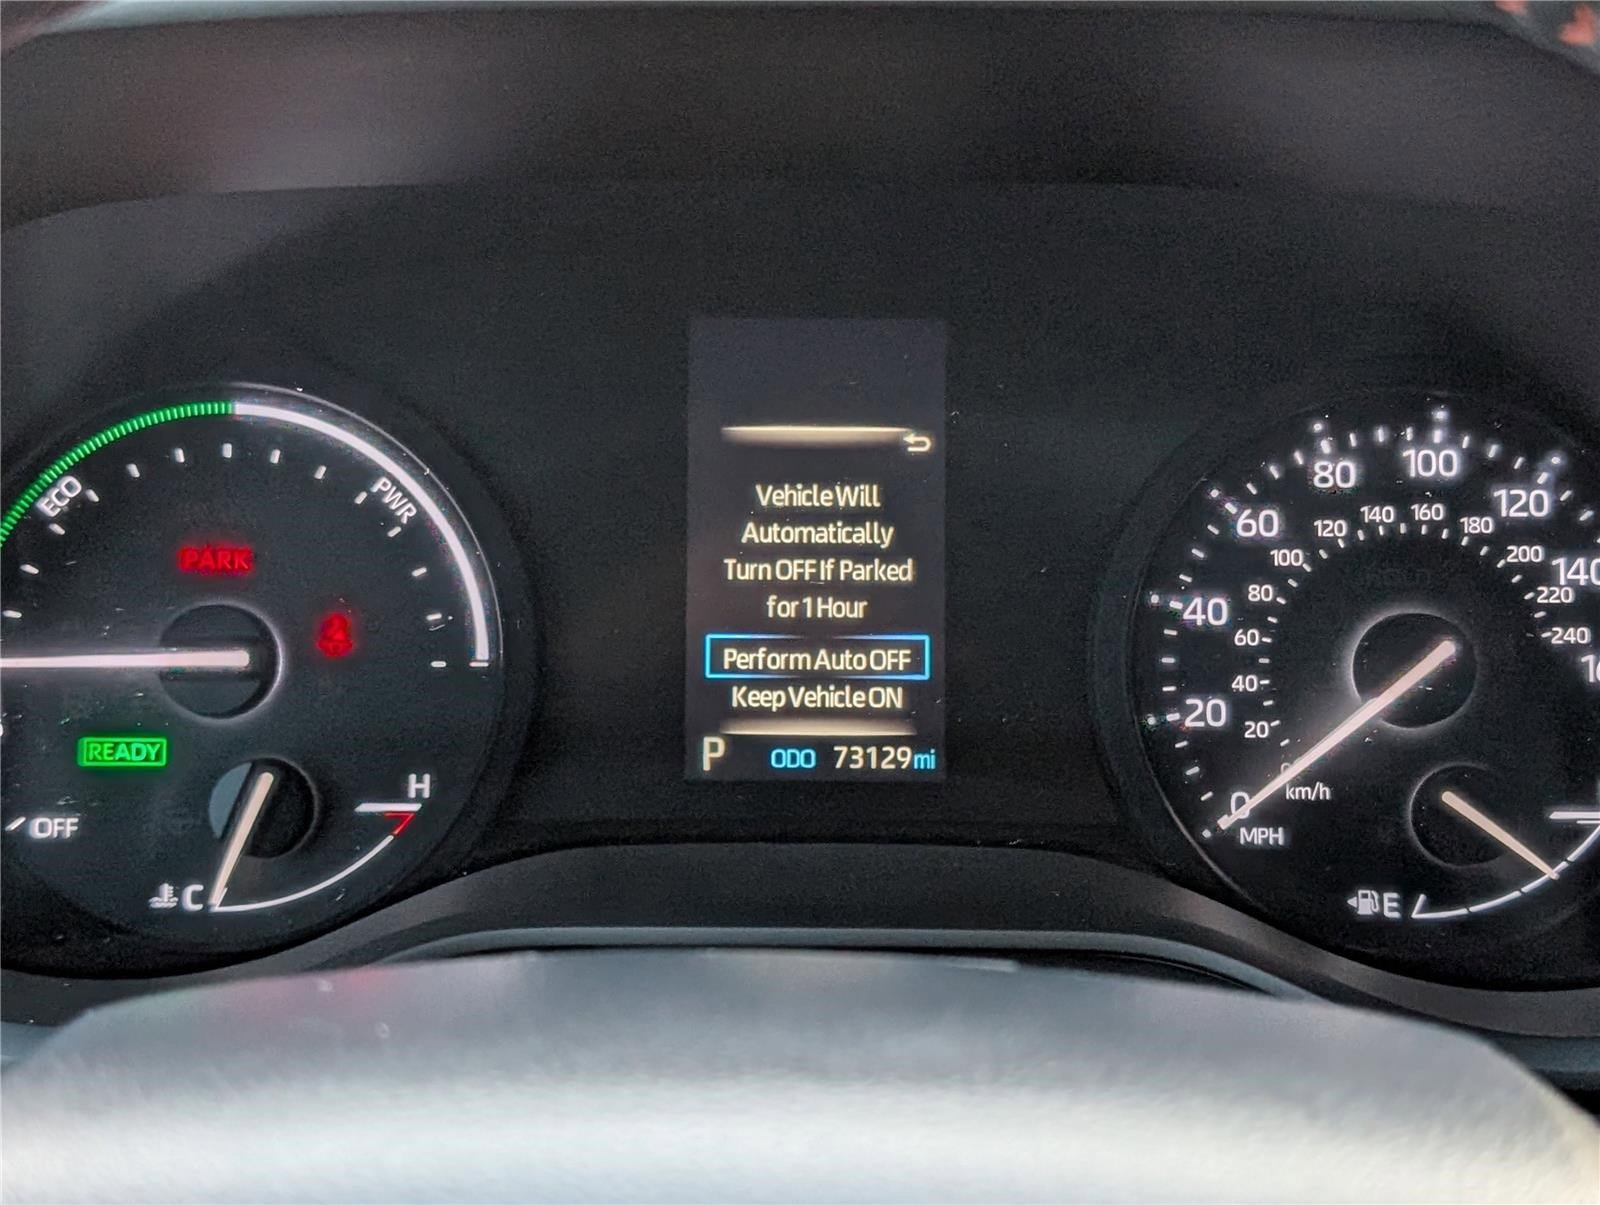 ECO
PWR
PARK
READY
OFF
H
C
Vehicle Will
Automatically
Turn OFF If Parked
for 1 Hour
Perform Auto OFF
Keep Vehicle ON
P ODO 73129 mi
0
20
40
60
80
100
120
140
20
40
60
80
100
120
140
160
180
200
220
240
km/h
MPH
E